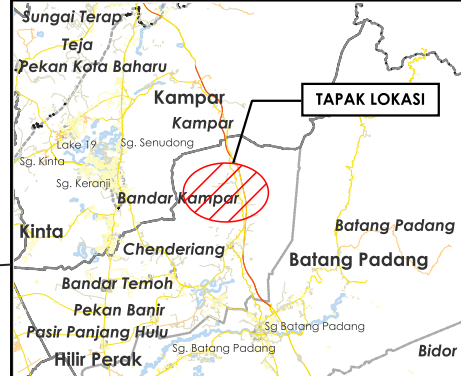 Sungai Terap
Teja
Pekan Kota Baharu
Kampar
TAPAK LOKASI
Kampar
Lake 19
Sg. Senudong
Sg. Kinta
Sg. Keranji
Bandar Kampar
Kinta
Batang Padang
Chenderiang
Batang Padang
Bandar Temoh
Pekan Banir
Pasir Panjang Hulu
Sg Batang Padang
Sg. Batang Padang
Bidor
Hilir Perak